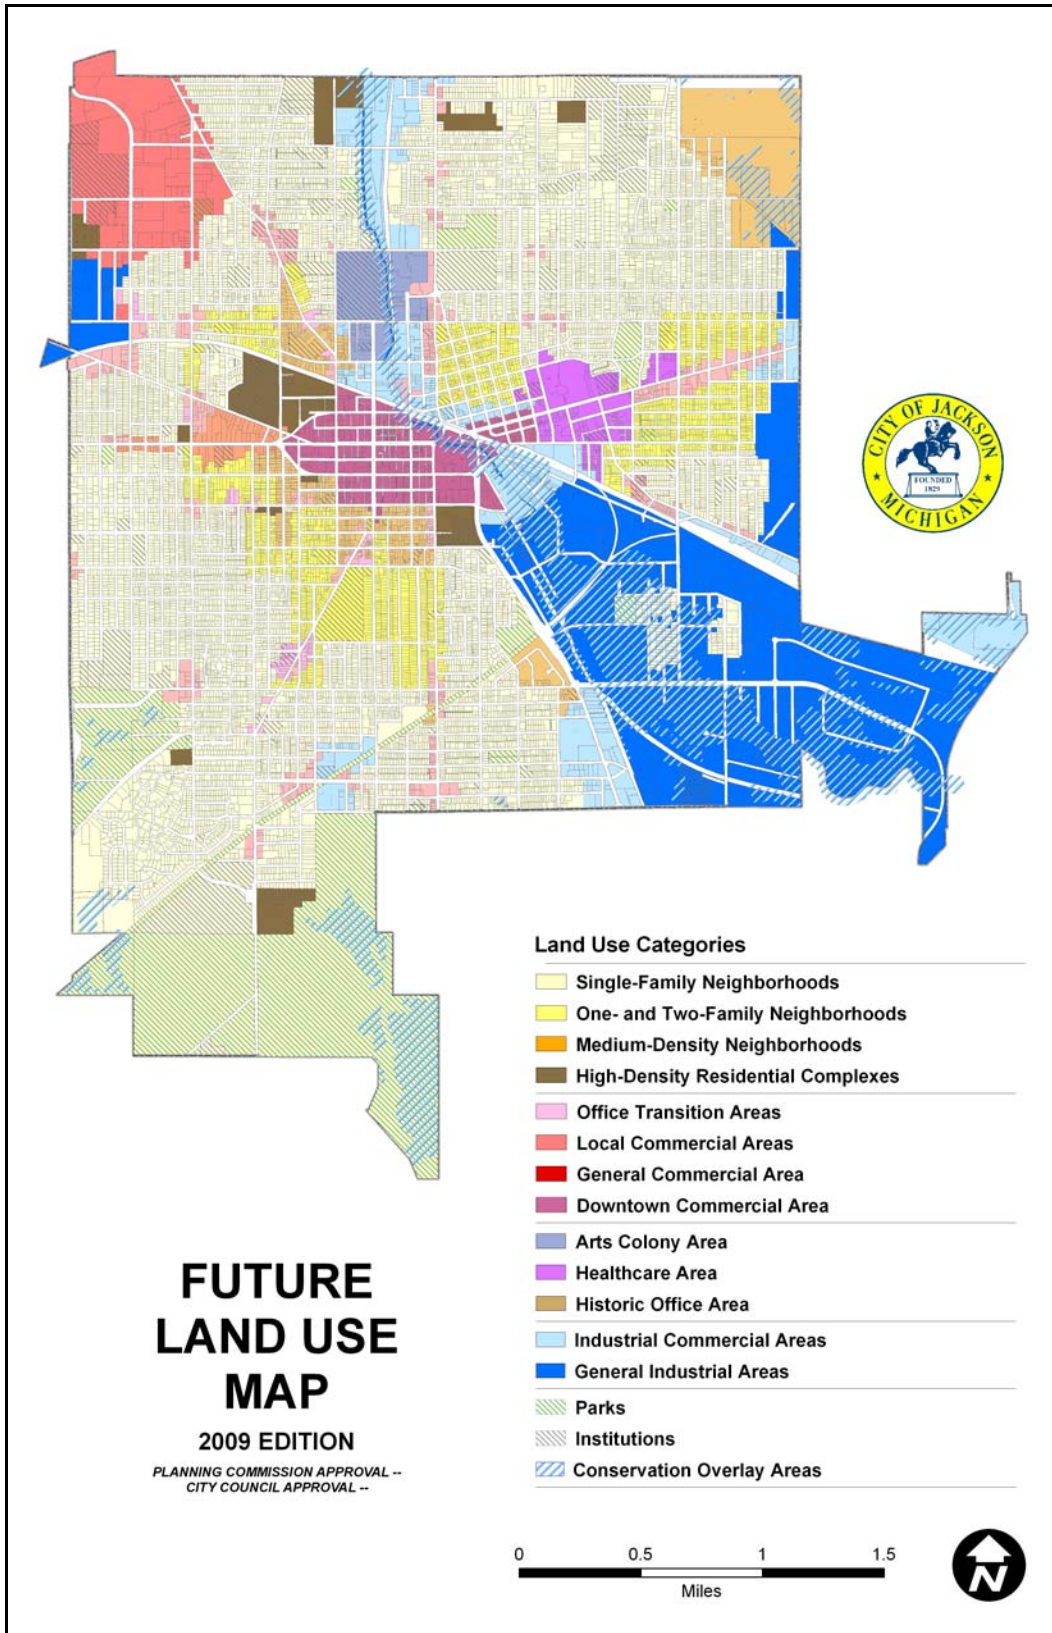 CITY OF JACKSON
FOUNDED
1829
MICHIGAN
Land Use Categories
Single-Family Neighborhoods
One- and Two-Family Neighborhoods
Medium-Density Neighborhoods
High-Density Residential Complexes
Office Transition Areas
Local Commercial Areas
General Commercial Area
Downtown Commercial Area
Arts Colony Area
Healthcare Area
Historic Office Area
Industrial Commercial Areas
General Industrial Areas
Parks
Institutions
Conservation Overlay Areas
FUTURE
LAND USE
MAP
2009 EDITION
PLANNING COMMISSION APPROVAL --
CITY COUNCIL APPROVAL --
0 0.5 1 1.5
Miles
N